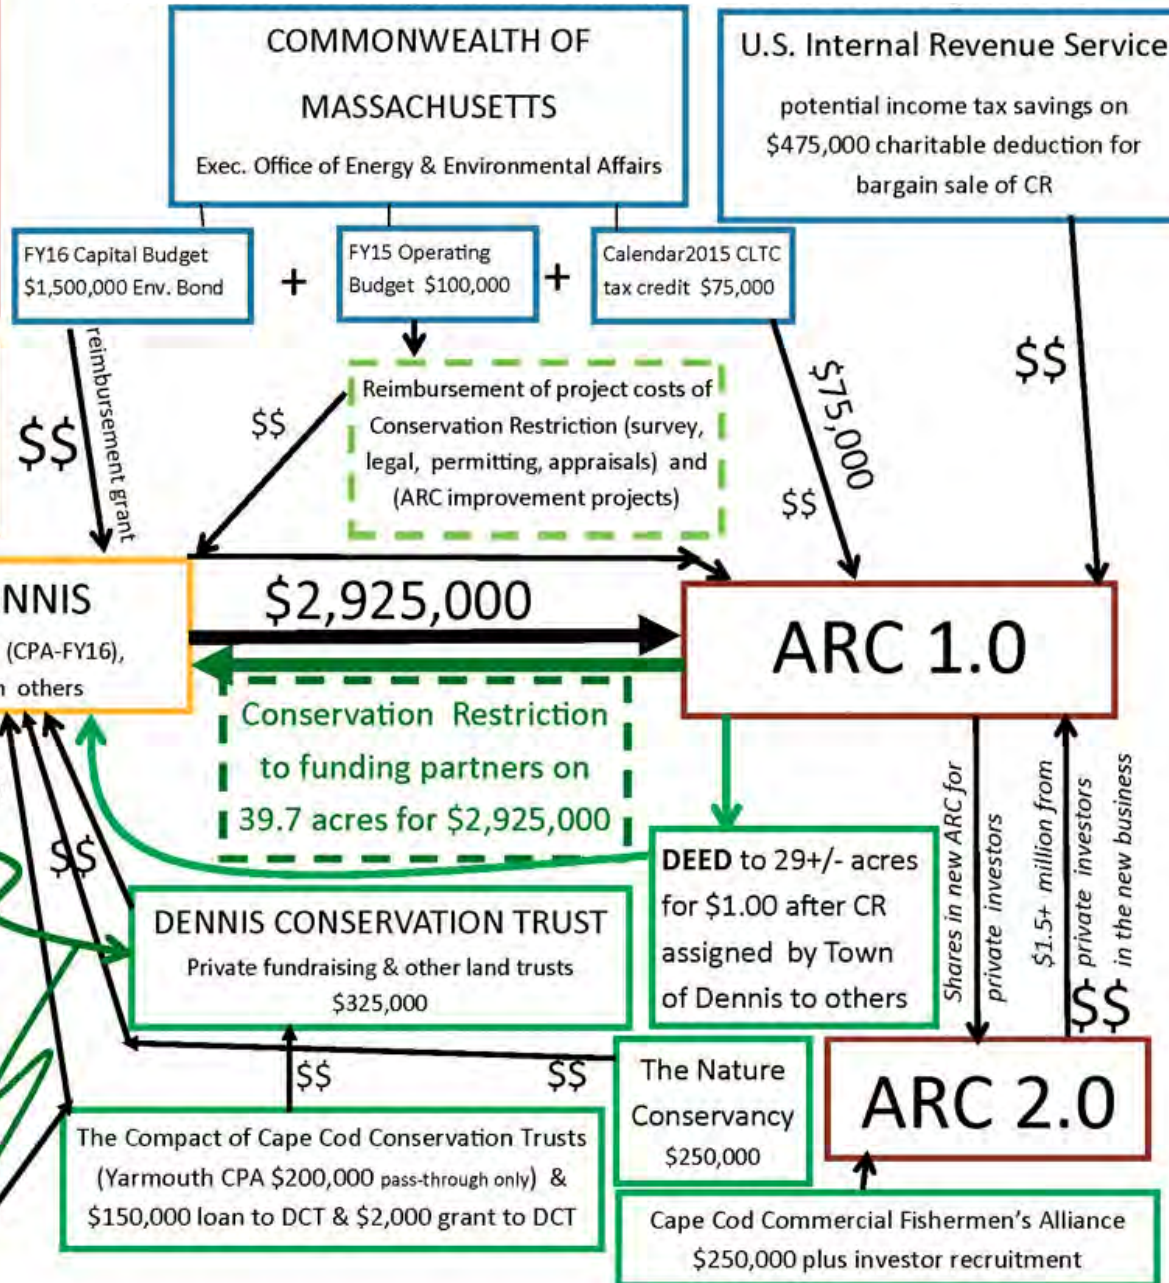 COMMONWEALTH OF
MASSACHUSETTS
Exec. Office of Energy & Environmental Affairs
U.S. Internal Revenue Service
potential income tax savings on
$475,000 charitable deduction for
bargain sale of CR
FY16 Capital Budget
$1,500,000 Env. Bond
+
FY15 Operating
Budget $100,000
+
Calendar2015 CLTC
tax credit $75,000
reimbursement grant
$$
$$
Reimbursement of project costs of
Conservation Restriction (survey,
legal, permitting, appraisals) and
(ARC improvement projects)
$75,000
$$
$$
NNIS
(CPA-FY16),
n others
$2,925,000
ARC 1.0
Conservation Restriction
to funding partners on
39.7 acres for $2,925,000
$$
DEED to 29+/- acres
for $1.00 after CR
assigned by Town
of Dennis to others
Shares in new ARC for
private investors
$1.5+ million from
private investors
in the new business
$$
DENNIS CONSERVATION TRUST
Private fundraising & other land trusts
$325,000
$$
$$
The Nature
Conservancy
$250,000
ARC 2.0
The Compact of Cape Cod Conservation Trusts
(Yarmouth CPA $200,000 pass-through only) &
$150,000 loan to DCT & $2,000 grant to DCT
Cape Cod Commercial Fishermen's Alliance
$250,000 plus investor recruitment